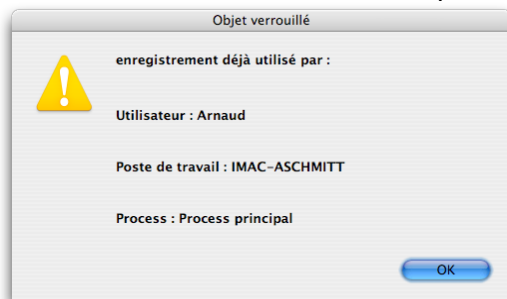 Objet verrouillé
enregistrement déjà utilisé par :
Utilisateur : Arnaud
Poste de travail : IMAC-ASCHMITT
Process : Process principal
OK